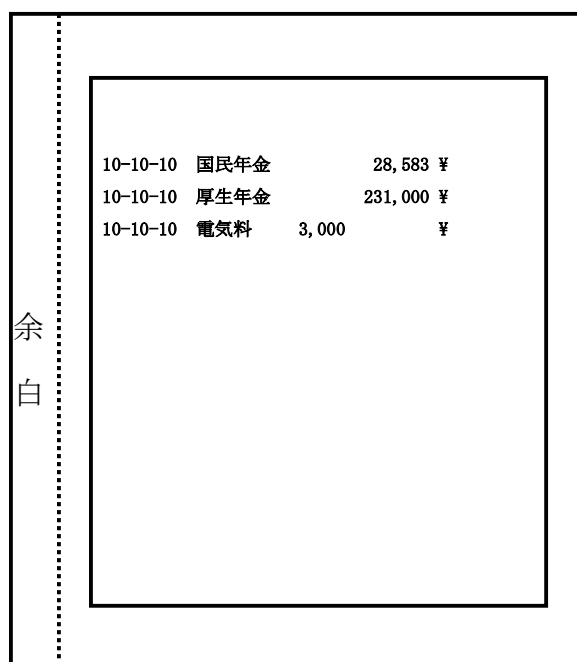 10-10-10 国民年金 28,583 ¥
10-10-10 厚生年金 231,000 ¥
10-10-10 電気料 3,000 ¥
余
白